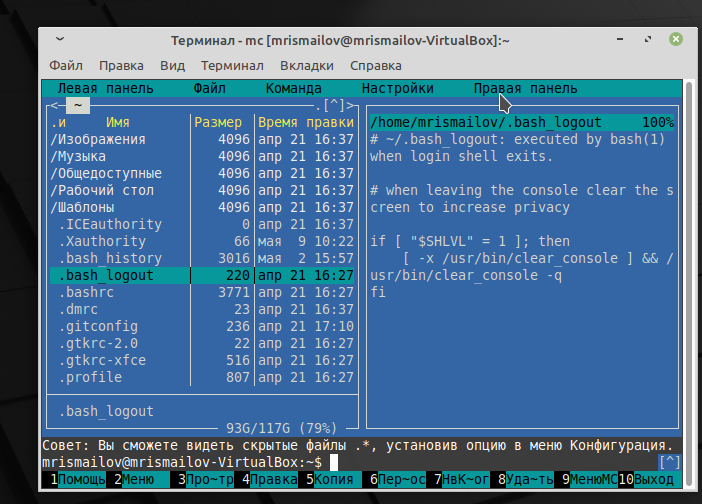 Терминал - mc [mrismailov@mrismailov-VirtualBox]:~
Файл Правка Вид Терминал Вкладки Справка
Левая панель Файл Команда Настройки Правая панель
<─ ~ .[^]>
.и Имя Размер Время правки
/Изображения 4096 апр 21 16:37
/Музыка 4096 апр 21 16:37
/Общедоступные 4096 апр 21 16:37
/Рабочий стол 4096 апр 21 16:37
/Шаблоны 4096 апр 21 16:37
.ICEauthority 0 апр 21 16:37
.Xauthority 66 мая 9 10:22
.bash_history 3016 мая 2 15:57
.bash_logout 220 апр 21 16:27
.bashrc 3771 апр 21 16:27
.dmrc 23 апр 21 16:37
.gitconfig 236 апр 21 17:10
.gtkrc-2.0 22 апр 21 16:27
.gtkrc-xfce 516 апр 21 16:27
.profile 807 апр 21 16:27
.bash_logout
93G/117G (79%)
/home/mrismailov/.bash_logout 100%
# ~/.bash_logout: executed by bash(1)
when login shell exits.
# when leaving the console clear the s
creen to increase privacy
if [ "$SHLVL" = 1 ]; then
[ -x /usr/bin/clear_console ] && /
usr/bin/clear_console -q
fi
Совет: Вы сможете видеть скрытые файлы .*, установив опцию в меню Конфигурация.
mrismailov@mrismailov-VirtualBox:~$ [^]
1Помощь 2Меню 3Про~тр 4Правка 5Копия 6Пер~ос 7НвК~ог 8Уда~ть 9МенюMC 10Выход